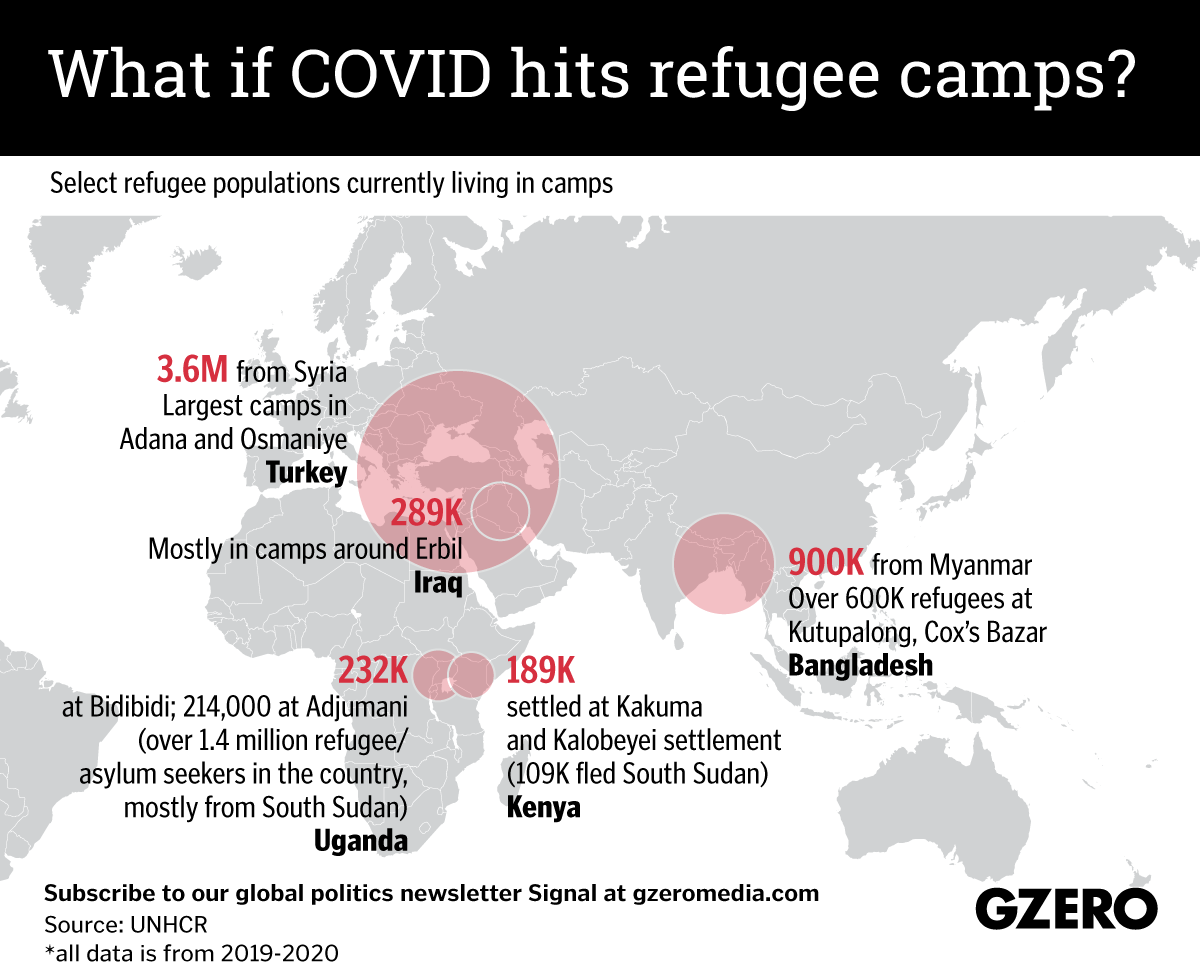 What if COVID hits refugee camps?
Select refugee populations currently living in camps
3.6M from Syria
Largest camps in
Adana and Osmaniye
Turkey
289K
Mostly in camps around Erbil
Iraq
900K from Myanmar
Over 600K refugees at
Kutupalong, Cox's Bazar
Bangladesh
232K
at Bidibidi; 214,000 at Adjumani
(over 1.4 million refugee/
asylum seekers in the country,
mostly from South Sudan)
Uganda
189K
settled at Kakuma
and Kalobeyei settlement
(109K fled South Sudan)
Kenya
Subscribe to our global politics newsletter Signal at gzeromedia.com
Source: UNHCR
*all data is from 2019-2020
GZERO